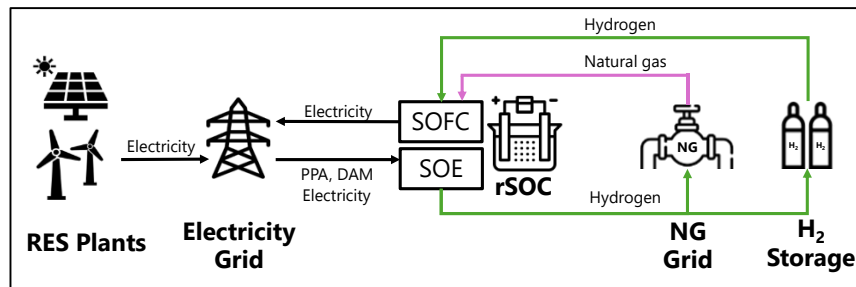 Hydrogen
Natural gas
Electricity
SOFC
+ −
NG
H₂ H₂
Electricity
PPA, DAM
Electricity
SOE
rSOC
Hydrogen
RES Plants
Electricity
Grid
NG
Grid
H₂
Storage